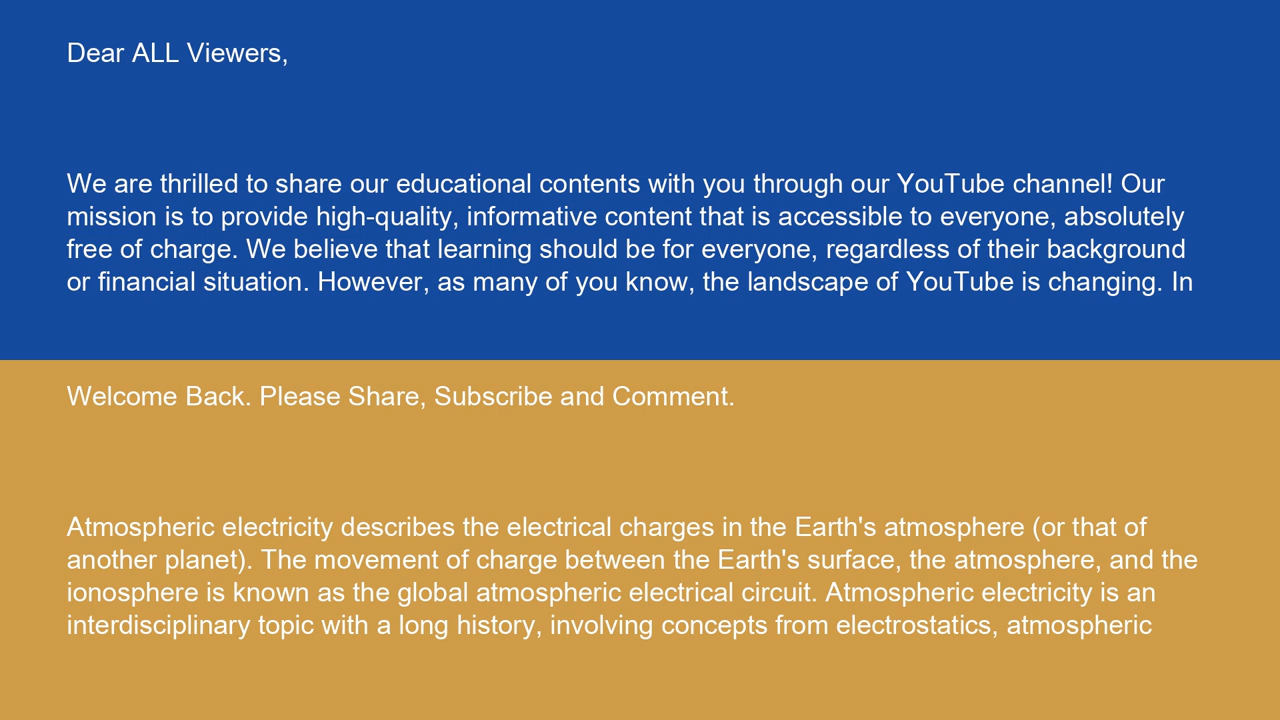 Dear ALL Viewers,
We are thrilled to share our educational contents with you through our YouTube channel! Our
mission is to provide high-quality, informative content that is accessible to everyone, absolutely
free of charge. We believe that learning should be for everyone, regardless of their background
or financial situation. However, as many of you know, the landscape of YouTube is changing. In
Welcome Back. Please Share, Subscribe and Comment.
Atmospheric electricity describes the electrical charges in the Earth's atmosphere (or that of
another planet). The movement of charge between the Earth's surface, the atmosphere, and the
ionosphere is known as the global atmospheric electrical circuit. Atmospheric electricity is an
interdisciplinary topic with a long history, involving concepts from electrostatics, atmospheric